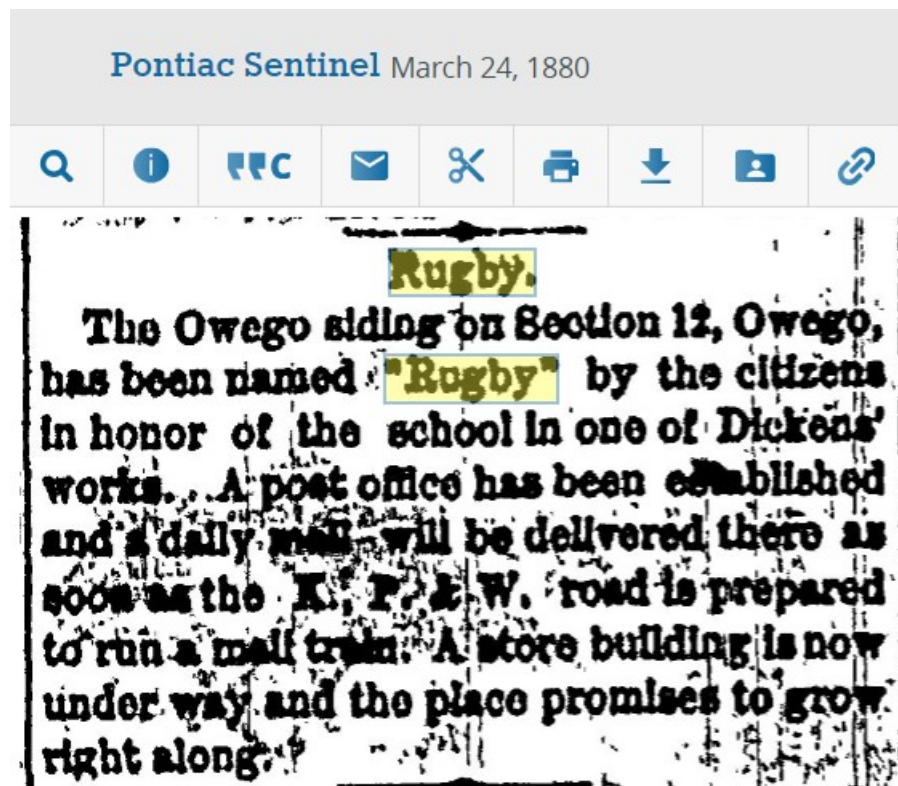 Pontiac Sentinel March 24, 1880
Rugby.
The Owego siding on Section 12, Owego,
has been named "Rugby" by the citizens
in honor of the school in one of Dickens'
works. A post office has been established
and a daily mail will be delivered there as
soon as the K., P. & W. road is prepared
to run a mail train. A store building is now
under way and the place promises to grow
right along.